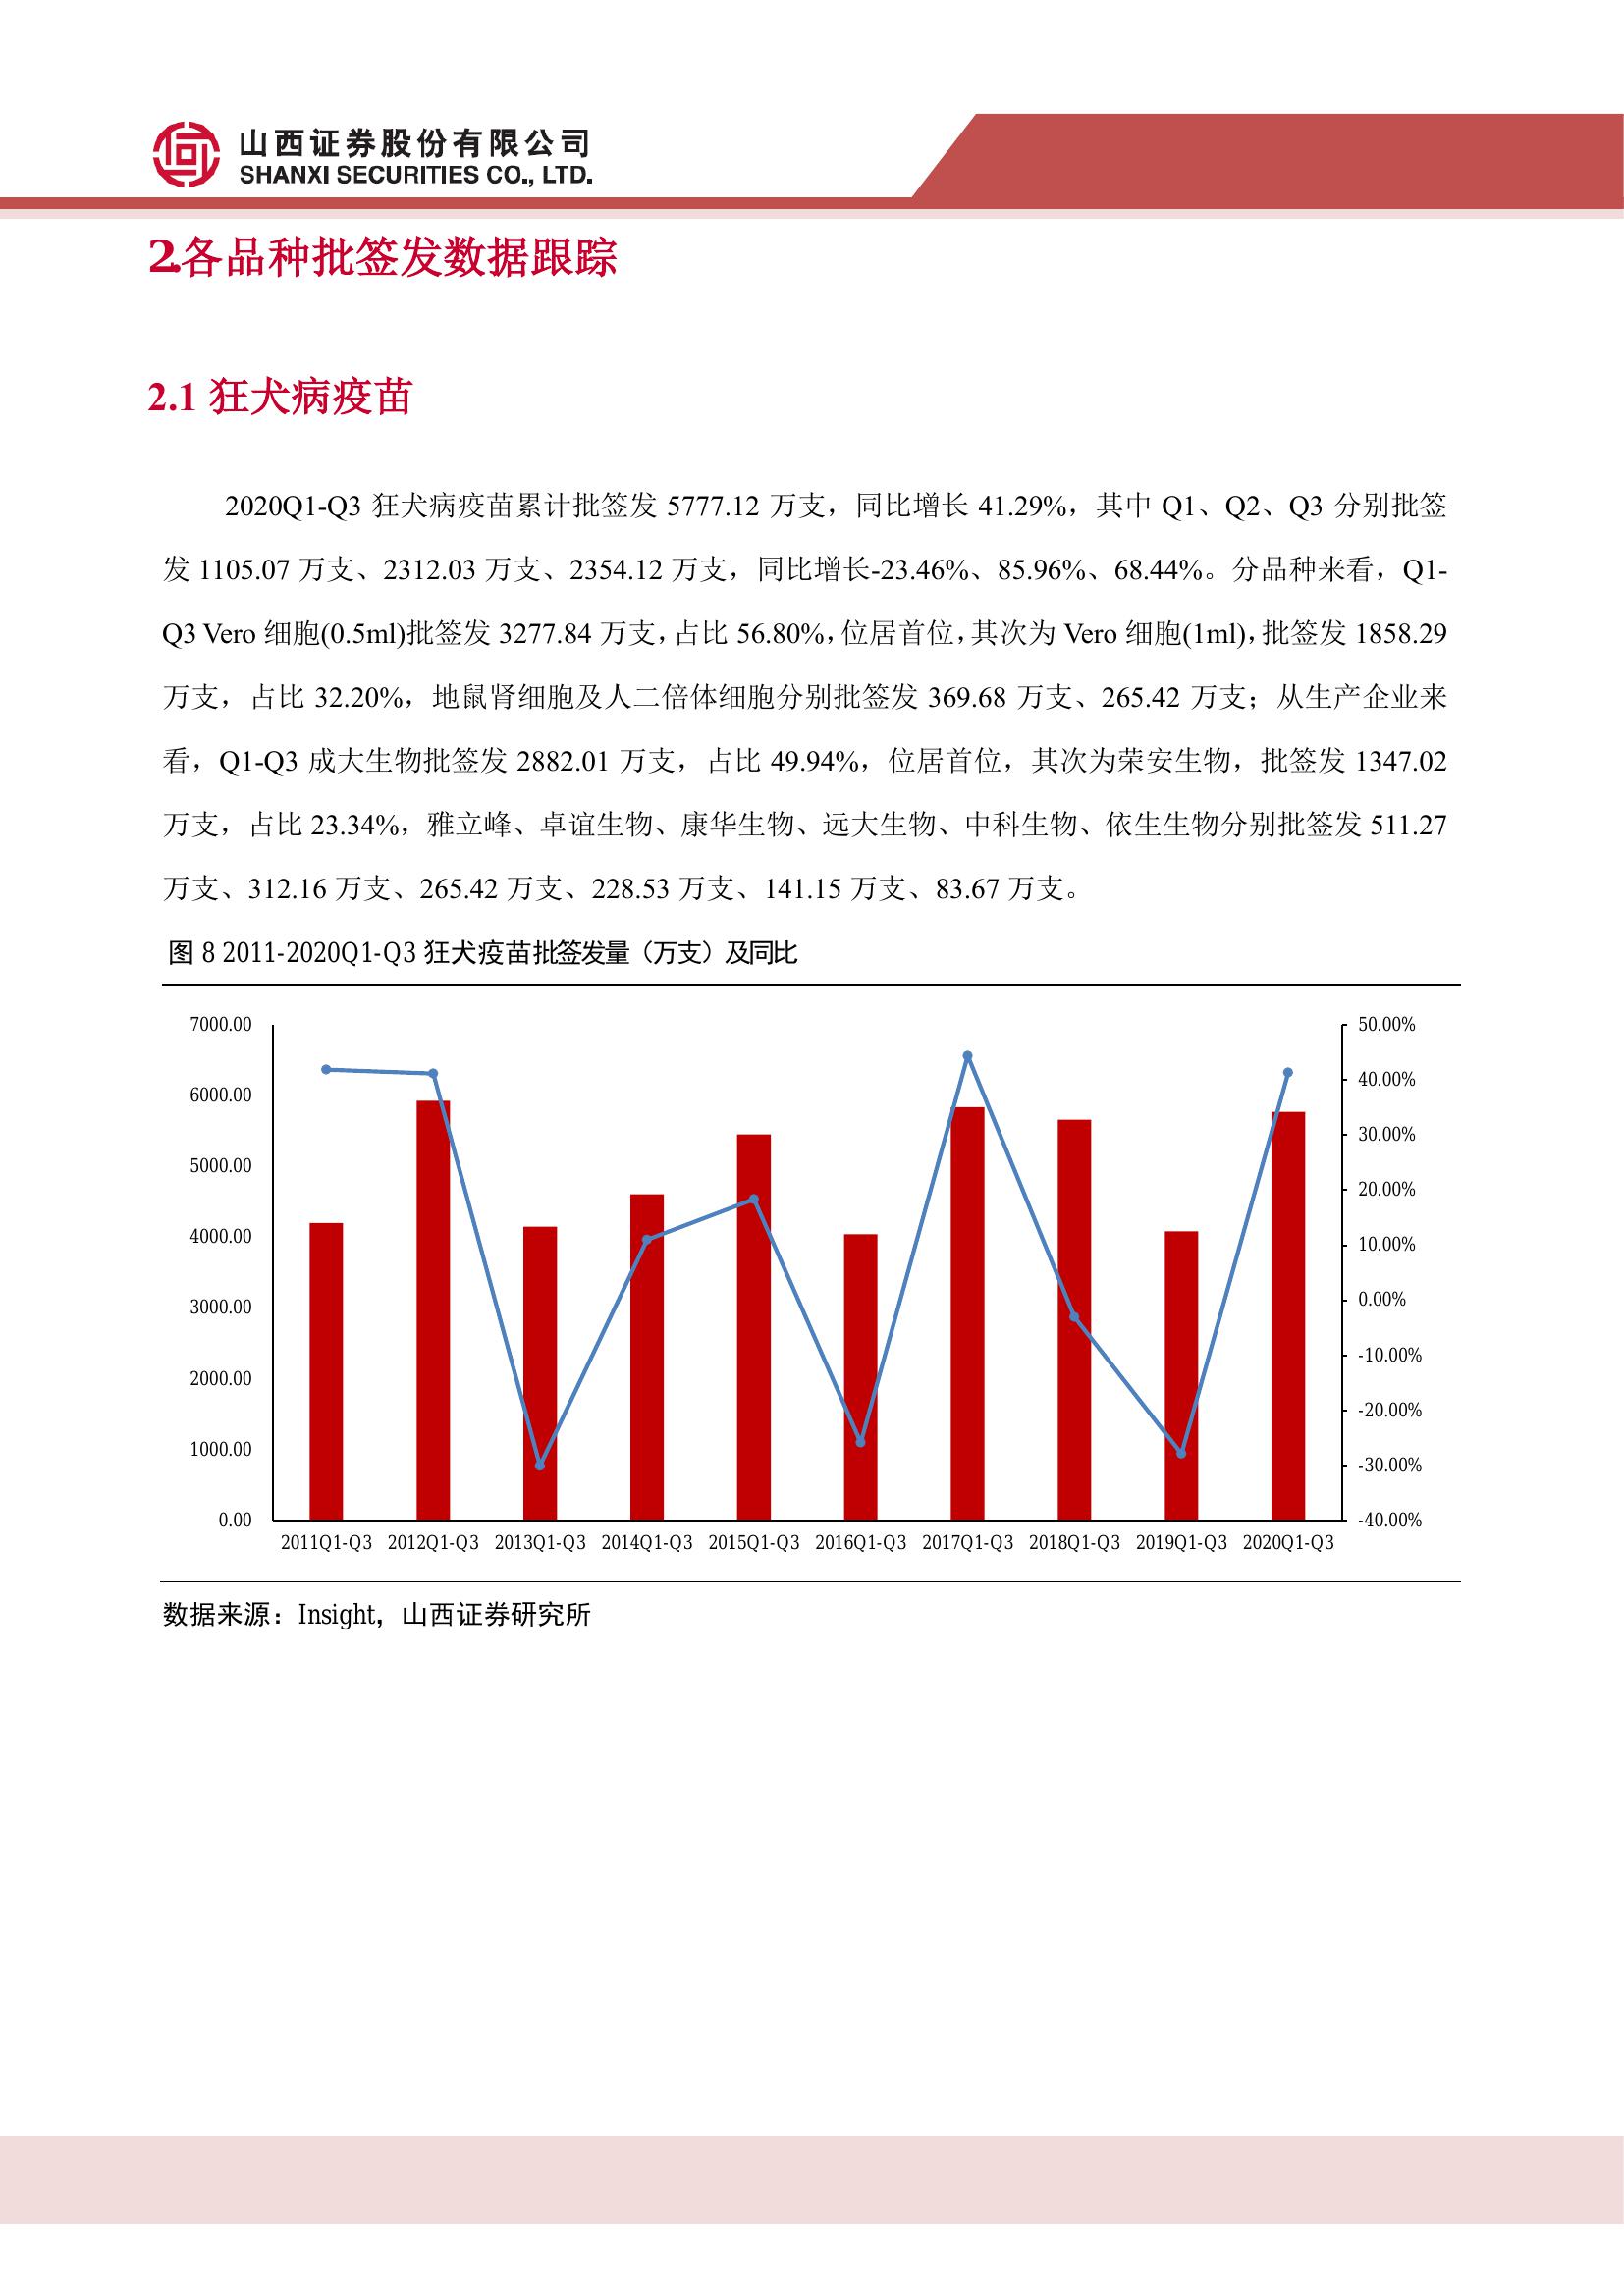 山西证券股份有限公司
SHANXI SECURITIES CO., LTD.
2.各品种批签发数据跟踪
2.1 狂犬病疫苗
2020Q1-Q3 狂犬病疫苗累计批签发 5777.12 万支，同比增长 41.29%，其中 Q1、Q2、Q3 分别批签
发 1105.07 万支、2312.03 万支、2354.12 万支，同比增长-23.46%、85.96%、68.44%。分品种来看，Q1-
Q3 Vero 细胞(0.5ml)批签发 3277.84 万支，占比 56.80%，位居首位，其次为 Vero 细胞(1ml)，批签发 1858.29
万支，占比 32.20%，地鼠肾细胞及人二倍体细胞分别批签发 369.68 万支、265.42 万支；从生产企业来
看，Q1-Q3 成大生物批签发 2882.01 万支，占比 49.94%，位居首位，其次为荣安生物，批签发 1347.02
万支，占比 23.34%，雅立峰、卓谊生物、康华生物、远大生物、中科生物、依生生物分别批签发 511.27
万支、312.16 万支、265.42 万支、228.53 万支、141.15 万支、83.67 万支。
图 8 2011-2020Q1-Q3 狂犬疫苗批签发量（万支）及同比
7000.00
6000.00
5000.00
4000.00
3000.00
2000.00
1000.00
0.00
50.00%
40.00%
30.00%
20.00%
10.00%
0.00%
-10.00%
-20.00%
-30.00%
-40.00%
2011Q1-Q3 2012Q1-Q3 2013Q1-Q3 2014Q1-Q3 2015Q1-Q3 2016Q1-Q3 2017Q1-Q3 2018Q1-Q3 2019Q1-Q3 2020Q1-Q3
数据来源：Insight，山西证券研究所